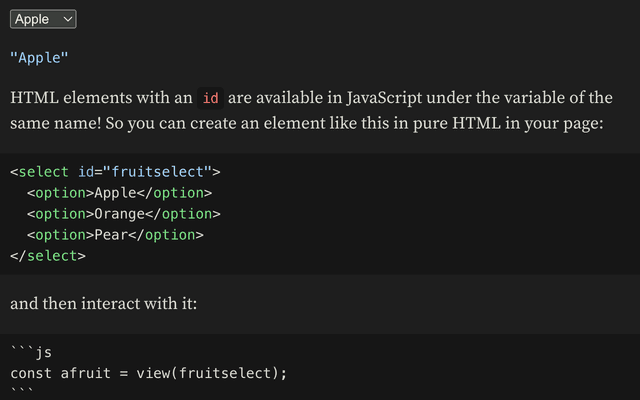 Apple
"Apple"
HTML elements with an id are available in JavaScript under the variable of the
same name! So you can create an element like this in pure HTML in your page:
<select id="fruitselect">
  <option>Apple</option>
  <option>Orange</option>
  <option>Pear</option>
</select>
and then interact with it:
```js
const afruit = view(fruitselect);
```